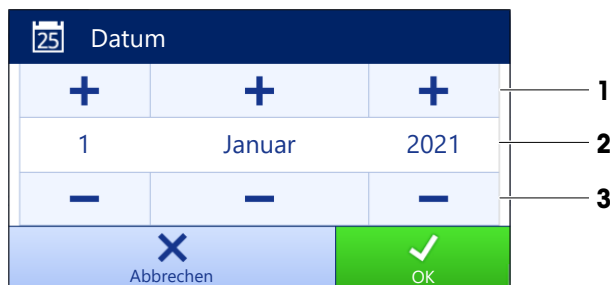 25 Datum
+ + + 1
1 Januar 2021 2
− − − 3
Abbrechen OK